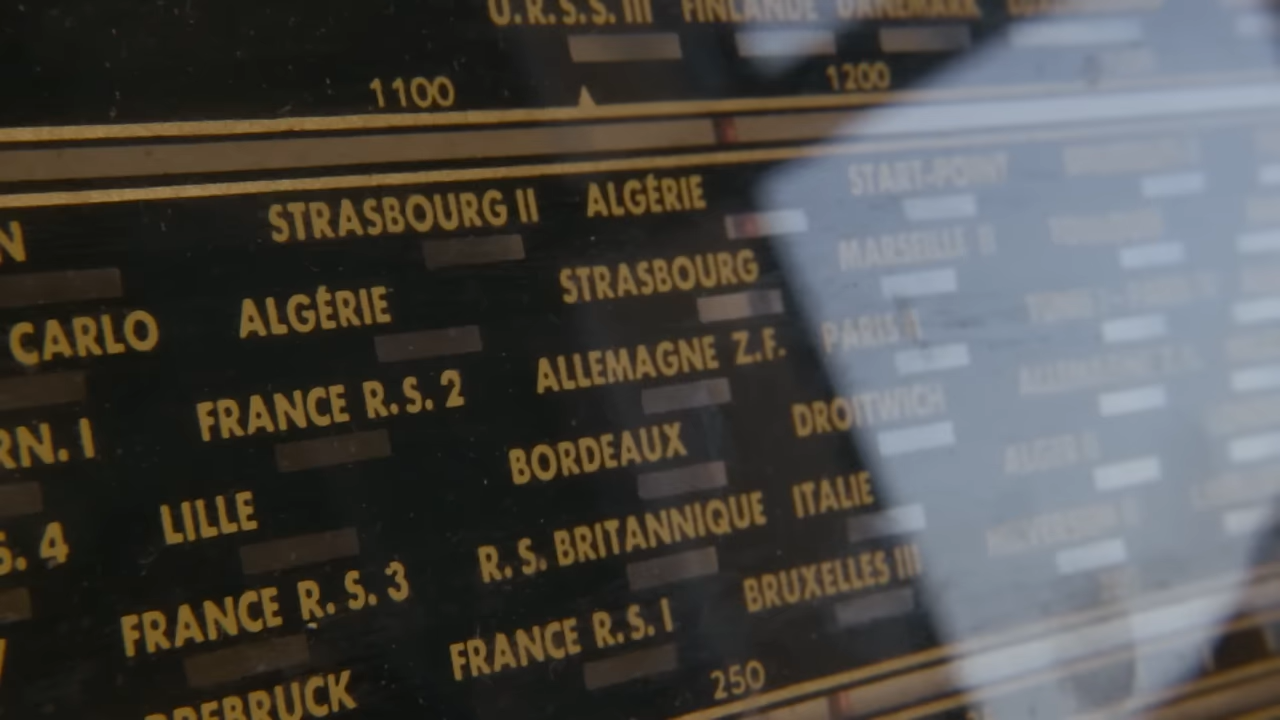 U.R.S.S. III FINLANDE DANEMARK
1100 1200
STRASBOURG II ALGÉRIE START-POINT
CARLO ALGÉRIE STRASBOURG MARSEILLE II
RN. I FRANCE R.S. 2 ALLEMAGNE Z.F. PARIS
LILLE BORDEAUX DROITWICH
S. 4 FRANCE R.S. 3 R.S. BRITANNIQUE ITALIE
FRANCE R.S. I BRUXELLES III
250